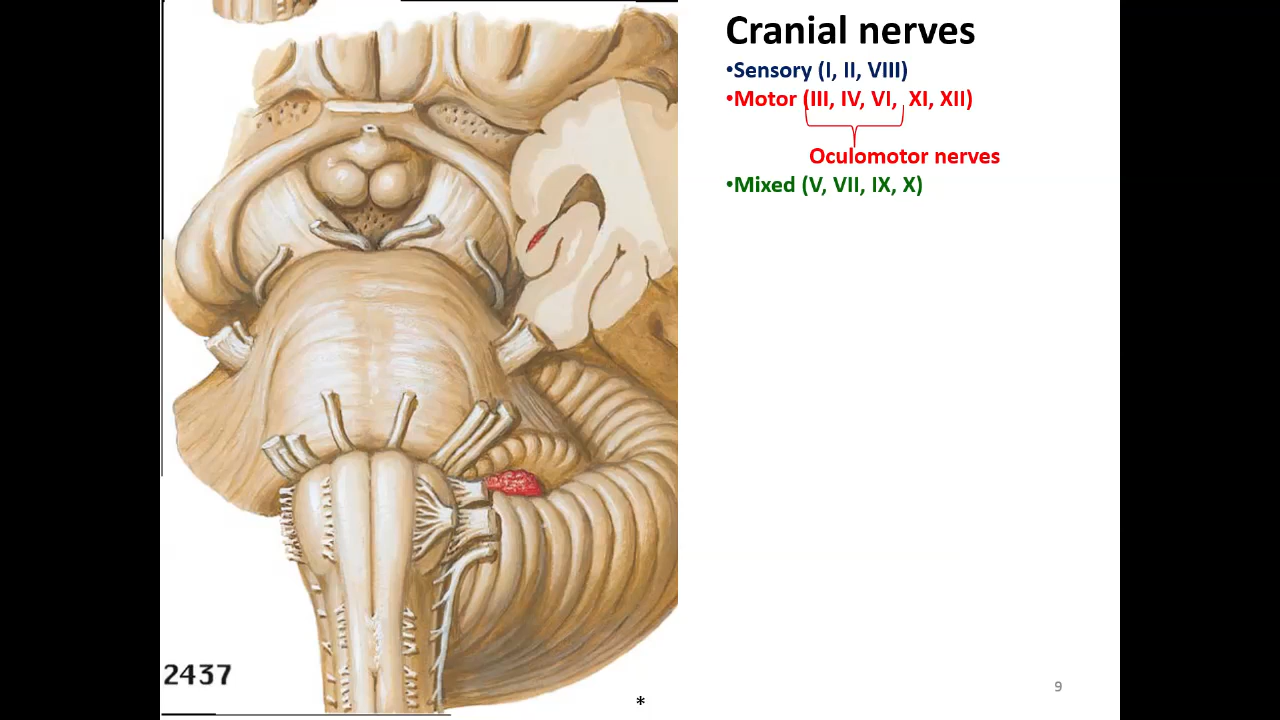 Cranial nerves
•Sensory (I, II, VIII)
•Motor (III, IV, VI, XI, XII)
Oculomotor nerves
•Mixed (V, VII, IX, X)
2437
*
9